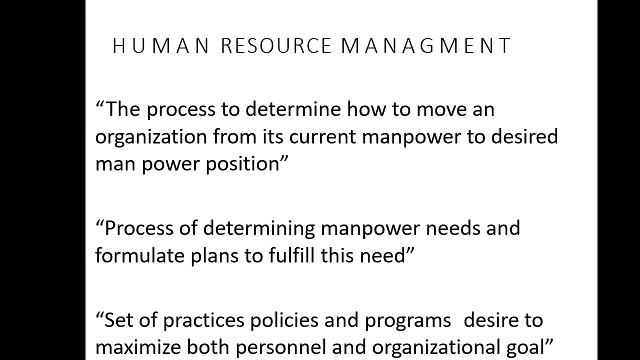 HUMAN RESOURCE MANAGMENT
“The process to determine how to move an
organization from its current manpower to desired
man power position”
“Process of determining manpower needs and
formulate plans to fulfill this need”
“Set of practices policies and programs  desire to
maximize both personnel and organizational goal”